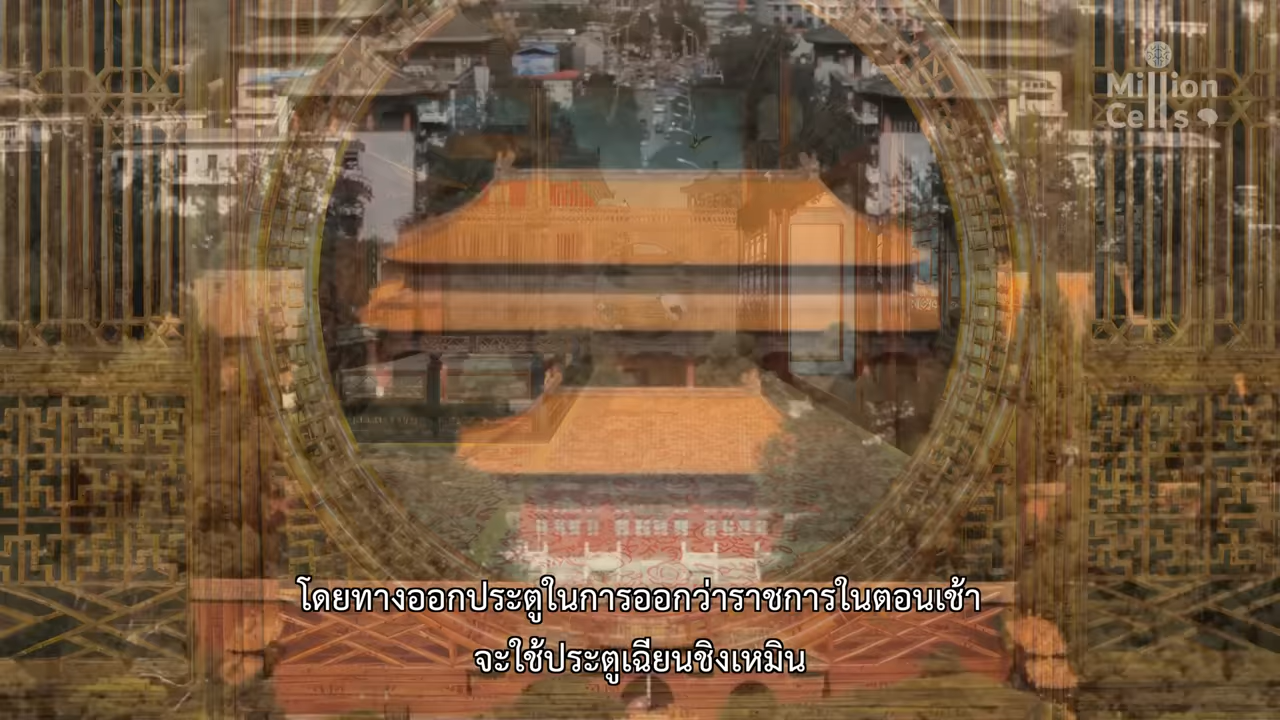 Million
Cells
โดยทางออกประตูในการออกว่าราชการในตอนเช้า
จะใช้ประตูเฉียนชิงเหมิน